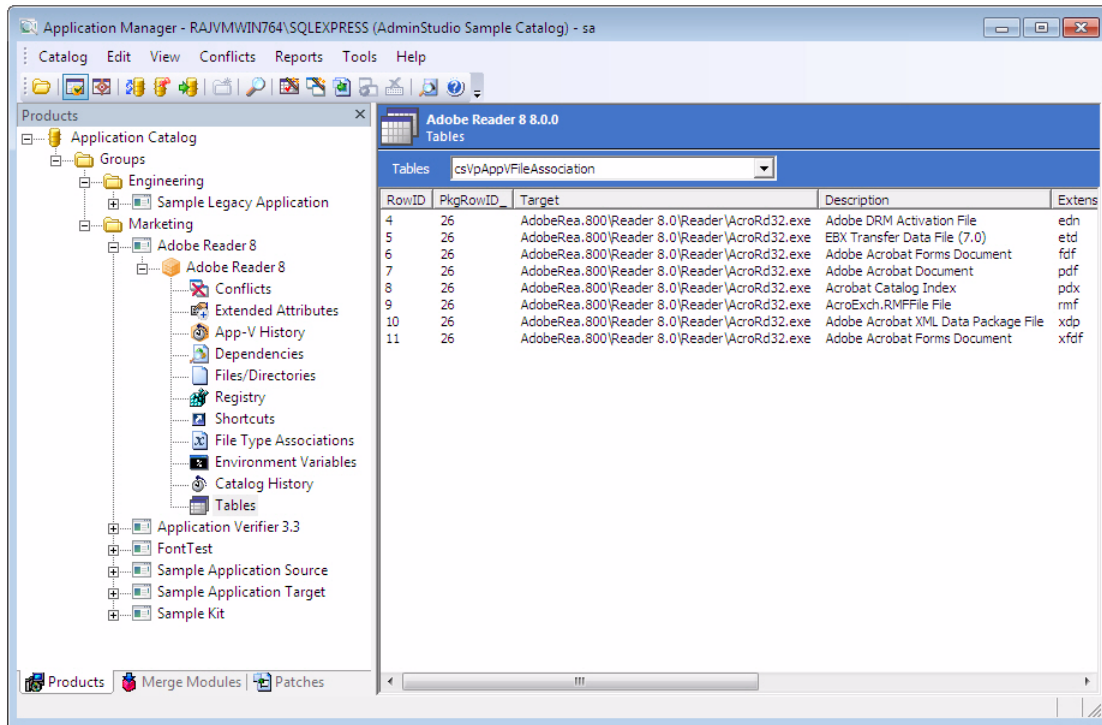 Application Manager - RAJVMWIN764\SQLEXPRESS (AdminStudio Sample Catalog) - sa
Catalog Edit View Conflicts Reports Tools Help
Products
Application Catalog
Groups
Engineering
Sample Legacy Application
Marketing
Adobe Reader 8
Adobe Reader 8
Conflicts
Extended Attributes
App-V History
Dependencies
Files/Directories
Registry
Shortcuts
File Type Associations
Environment Variables
Catalog History
Tables
Application Verifier 3.3
FontTest
Sample Application Source
Sample Application Target
Sample Kit
Products Merge Modules Patches
Adobe Reader 8 8.0.0
Tables
Tables csVpAppVFileAssociation
RowID PkgRowID_ Target Description Extens
4 26 AdobeRea.800\Reader 8.0\Reader\AcroRd32.exe Adobe DRM Activation File edn
5 26 AdobeRea.800\Reader 8.0\Reader\AcroRd32.exe EBX Transfer Data File (7.0) etd
6 26 AdobeRea.800\Reader 8.0\Reader\AcroRd32.exe Adobe Acrobat Forms Document fdf
7 26 AdobeRea.800\Reader 8.0\Reader\AcroRd32.exe Adobe Acrobat Document pdf
8 26 AdobeRea.800\Reader 8.0\Reader\AcroRd32.exe Acrobat Catalog Index pdx
9 26 AdobeRea.800\Reader 8.0\Reader\AcroRd32.exe AcroExch.RMFFile File rmf
10 26 AdobeRea.800\Reader 8.0\Reader\AcroRd32.exe Adobe Acrobat XML Data Package File xdp
11 26 AdobeRea.800\Reader 8.0\Reader\AcroRd32.exe Adobe Acrobat Forms Document xfdf